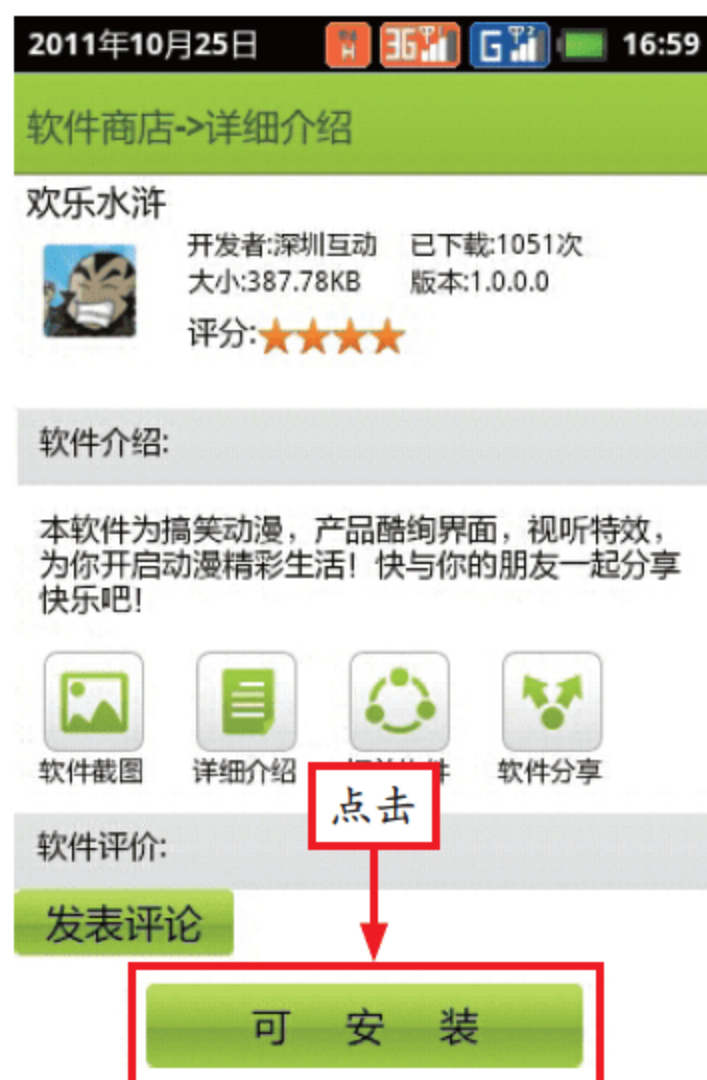 2011年10月25日 H 3G 1 G 2 16:59
软件商店->详细介绍
欢乐水浒
开发者:深圳互动 已下载:1051次
大小:387.78KB 版本:1.0.0.0
评分:
软件介绍:
本软件为搞笑动漫，产品酷绚界面，视听特效，
为你开启动漫精彩生活！快与你的朋友一起分享
快乐吧！
软件截图 详细介绍 软件分享
点击
软件评价:
发表评论
可安装